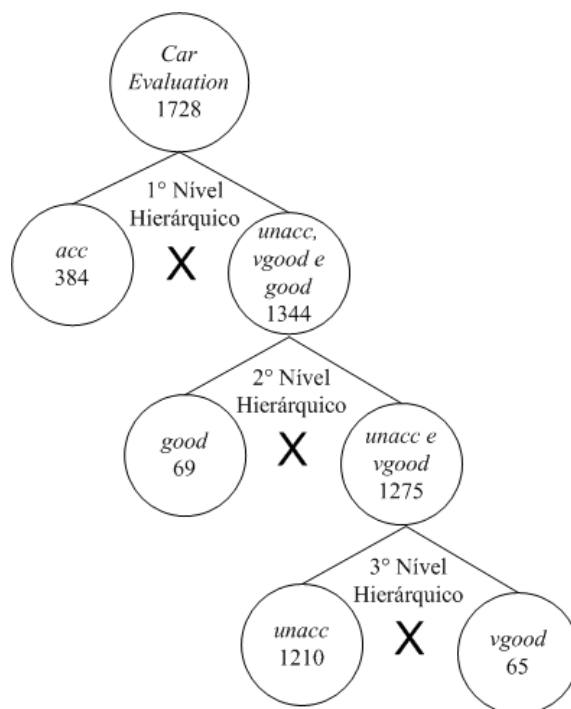 Car
Evaluation
1728
1° Nível
Hierárquico
acc
384
X
unacc,
vgood e
good
1344
2° Nível
Hierárquico
good
69
X
unacc e
vgood
1275
3° Nível
Hierárquico
unacc
1210
X
vgood
65